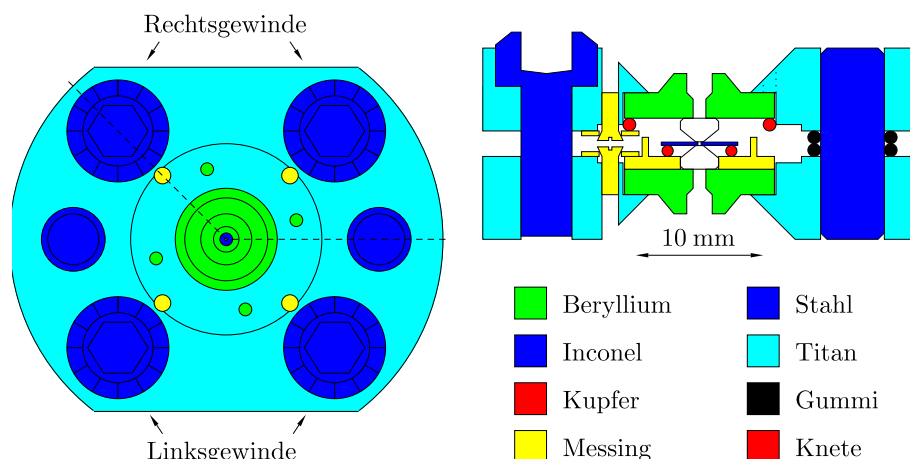 Rechtsgewinde
Linksgewinde
10 mm
Beryllium
Stahl
Inconel
Titan
Kupfer
Gummi
Messing
Knete